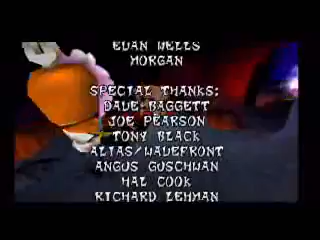 EVAN WELLS
MORGAN
SPECIAL THANKS:
DAVE BAGGETT
JOE PEARSON
TONY BLACK
ALIAS/WAVEFRONT
ANGUS GUSCHWAN
HAL COOK
RICHARD LEHMAN